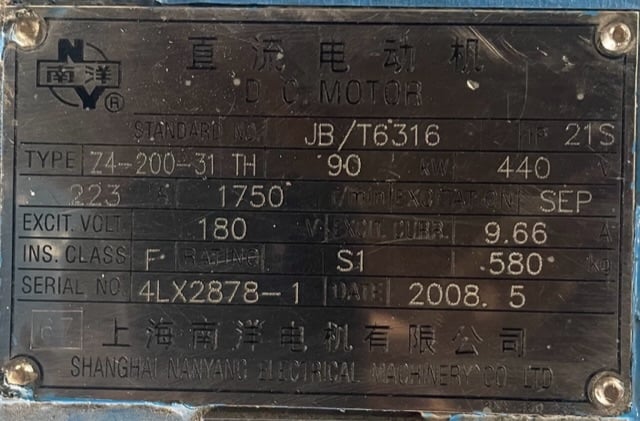 N
南洋
Y ®
直流电动机
D.C.MOTOR
STANDARD NO. JB/T6316 IP 21S
TYPE Z4-200-31 TH 90 kW 440 V
223 A 1750 r/min EXCITATION SEP
EXCIT. VOLT. 180 V EXCIT. CURR. 9.66 A
INS. CLASS F RATING S1 580 kg
SERIAL NO. 4LX2878-1 DATE 2008. 5
上海南洋电机有限公司
SHANGHAI NANYANG ELECTRICAL MACHINERY CO. LTD.